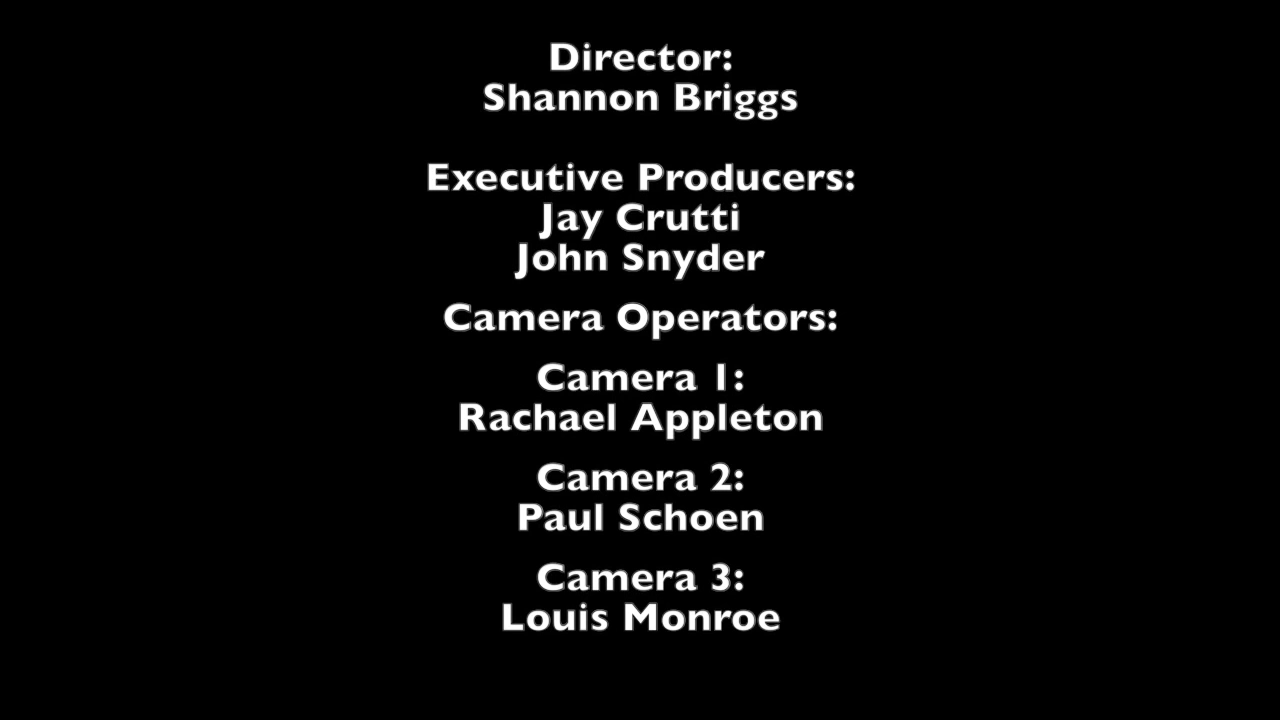 Director:
Shannon Briggs
Executive Producers:
Jay Crutti
John Snyder
Camera Operators:
Camera 1:
Rachael Appleton
Camera 2:
Paul Schoen
Camera 3:
Louis Monroe